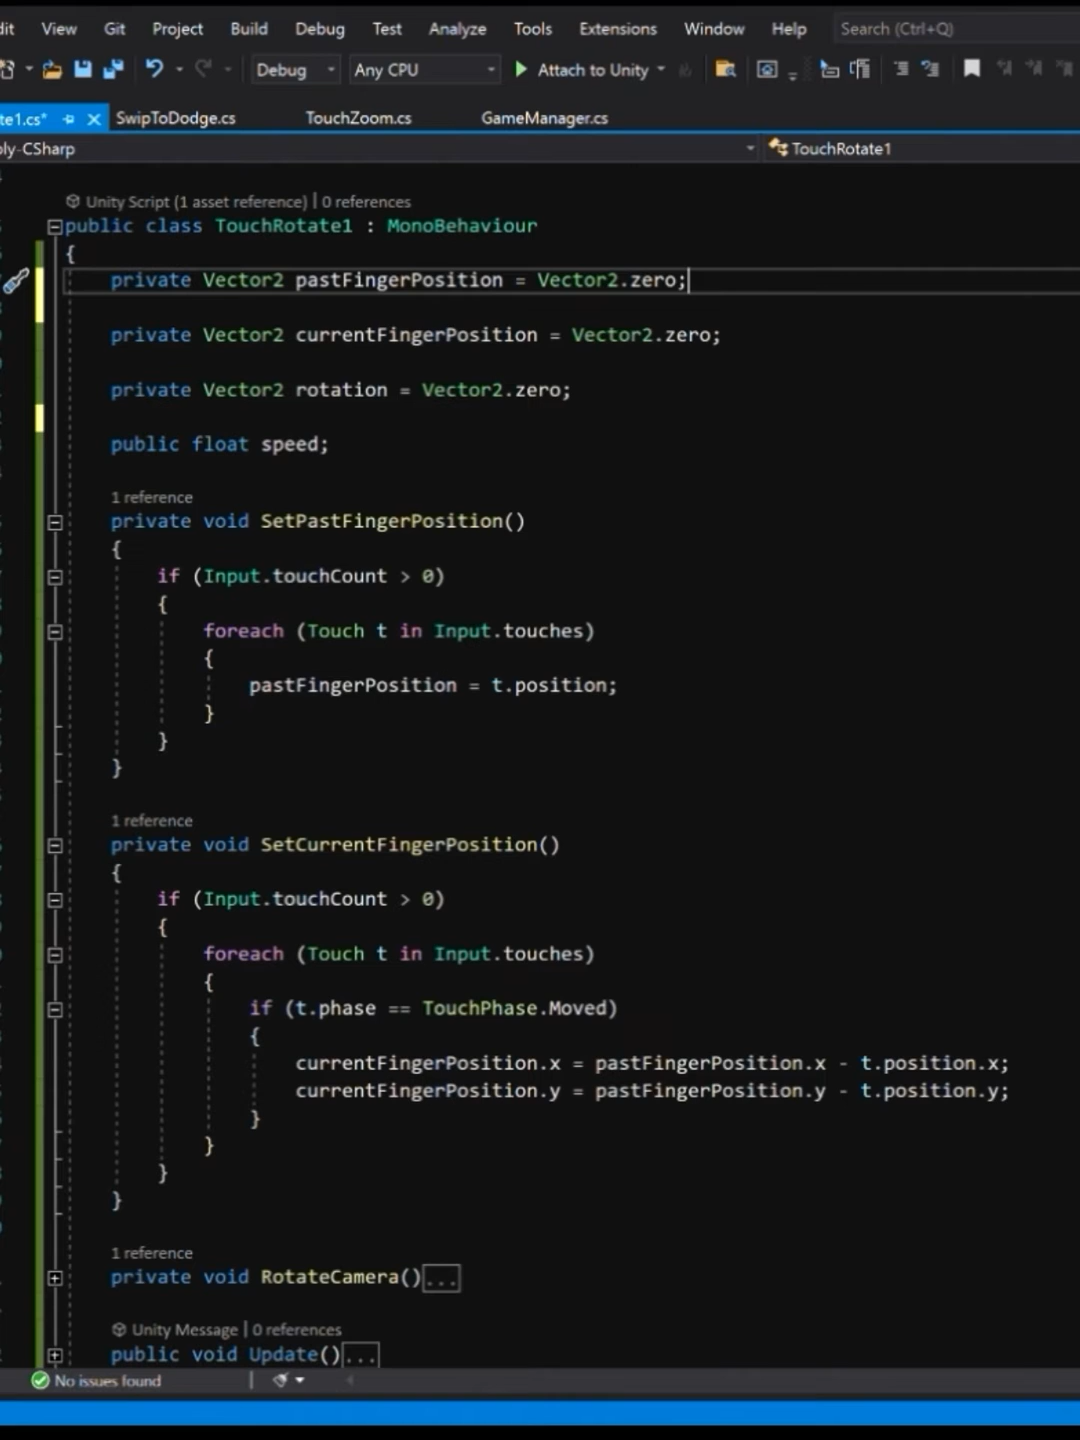 View Git Project Build Debug Test Analyze Tools Extensions Window Help Search (Ctrl+Q)
Debug Any CPU Attach to Unity
te1.cs* SwipToDodge.cs TouchZoom.cs GameManager.cs
ly-CSharp TouchRotate1
Unity Script (1 asset reference) | 0 references
public class TouchRotate1 : MonoBehaviour
{
private Vector2 pastFingerPosition = Vector2.zero;
private Vector2 currentFingerPosition = Vector2.zero;
private Vector2 rotation = Vector2.zero;
public float speed;
1 reference
private void SetPastFingerPosition()
{
if (Input.touchCount > 0)
{
foreach (Touch t in Input.touches)
{
pastFingerPosition = t.position;
}
}
}
1 reference
private void SetCurrentFingerPosition()
{
if (Input.touchCount > 0)
{
foreach (Touch t in Input.touches)
{
if (t.phase == TouchPhase.Moved)
{
currentFingerPosition.x = pastFingerPosition.x - t.position.x;
currentFingerPosition.y = pastFingerPosition.y - t.position.y;
}
}
}
}
1 reference
private void RotateCamera()...
Unity Message | 0 references
public void Update()...
No issues found